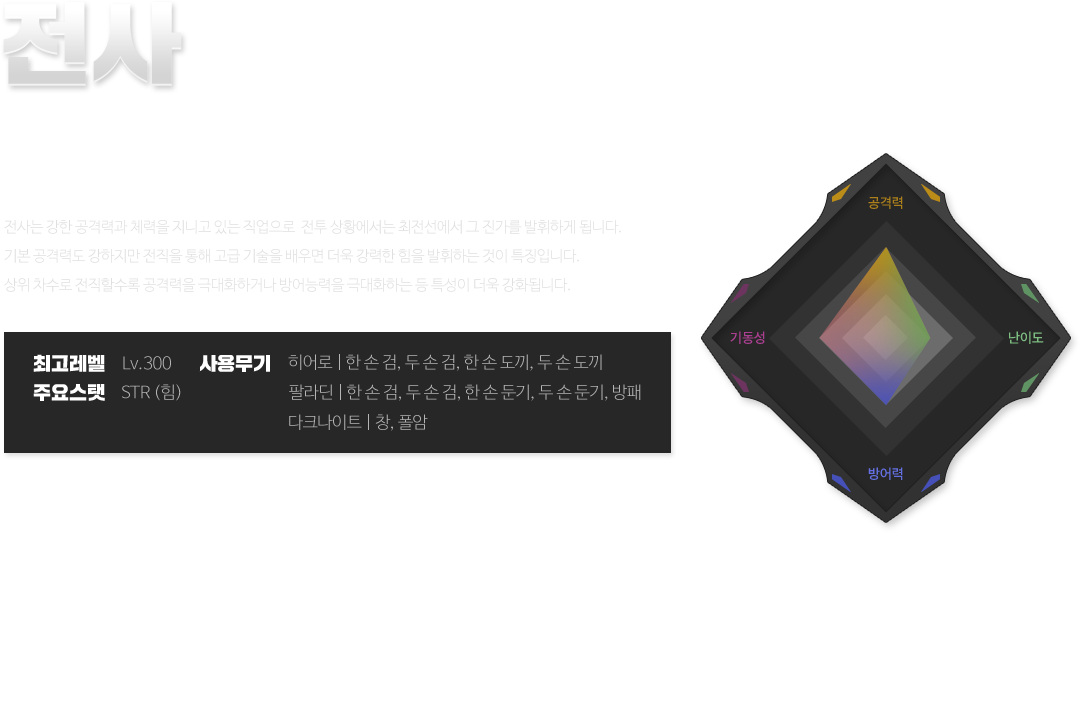 전사
전사는 강한 공격력과 체력을 지니고 있는 직업으로 전투 상황에서는 최전선에서 그 진가를 발휘하게 됩니다.
기본 공격력도 강하지만 전직을 통해 고급 기술을 배우면 더욱 강력한 힘을 발휘하는 것이 특징입니다.
상위 차수로 전직할수록 공격력을 극대화하거나 방어능력을 극대화하는 등 특성이 더욱 강화됩니다.
최고레벨 Lv.300 사용무기 히어로 | 한 손 검, 두 손 검, 한 손 도끼, 두 손 도끼
주요스탯 STR (힘) 팔라딘 | 한 손 검, 두 손 검, 한 손 둔기, 두 손 둔기, 방패
다크나이트 | 창, 폴암
공격력
기동성
난이도
방어력